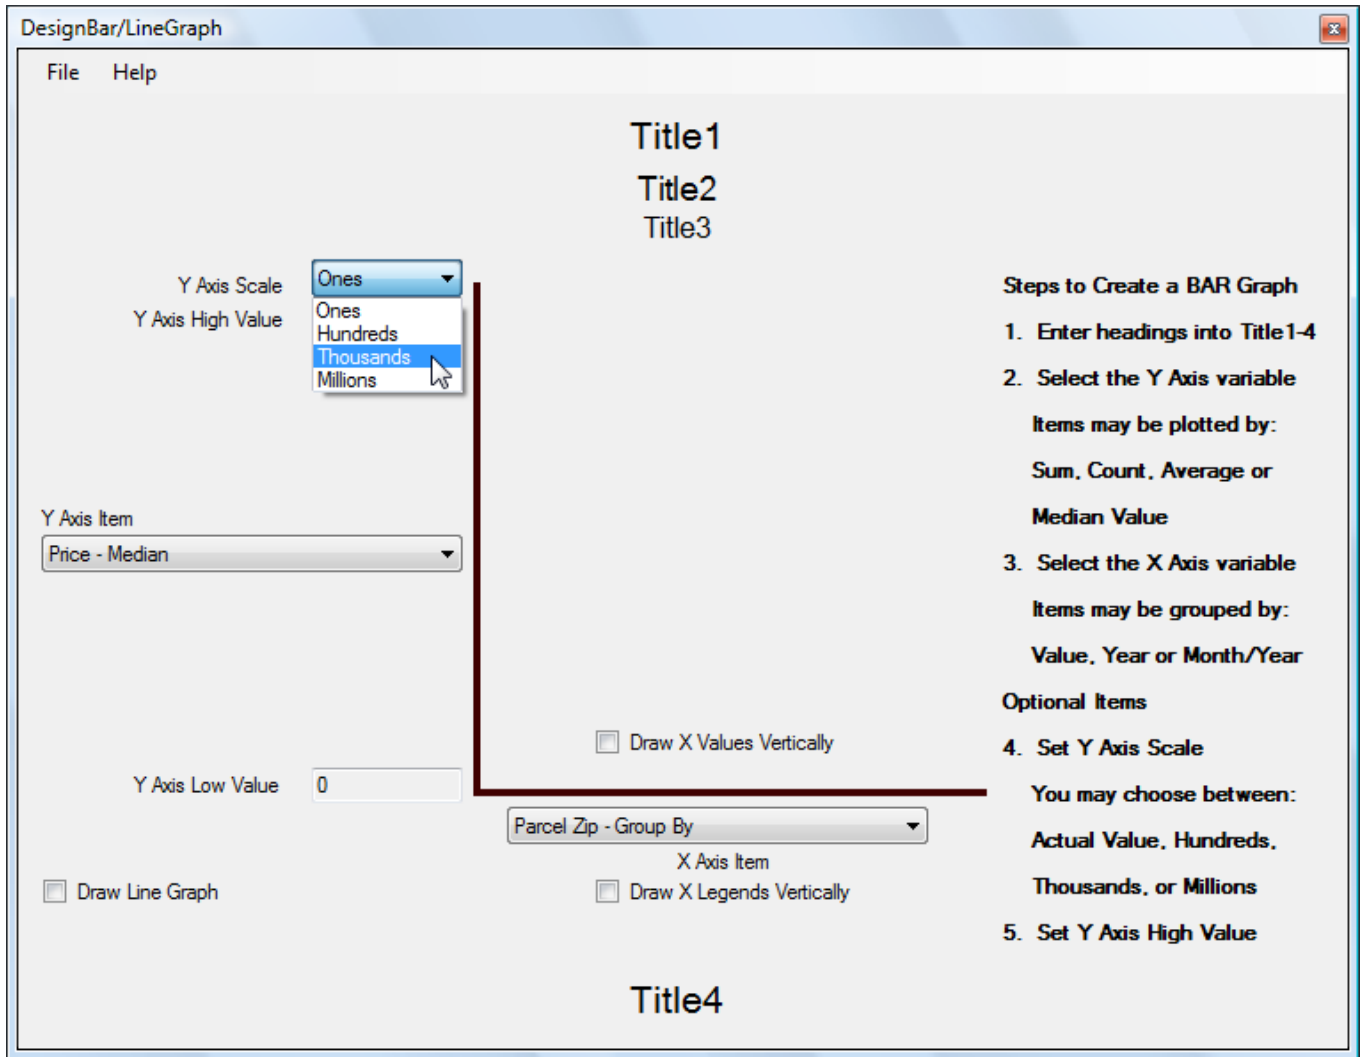 DesignBar/LineGraph
File Help
Title1
Title2
Title3
Y Axis Scale
Ones
Y Axis High Value
Ones
Hundreds
Thousands
Millions
Y Axis Item
Price - Median
Draw X Values Vertically
Y Axis Low Value
0
Parcel Zip - Group By
X Axis Item
Draw Line Graph
Draw X Legends Vertically
Steps to Create a BAR Graph
1. Enter headings into Title1-4
2. Select the Y Axis variable
Items may be plotted by:
Sum, Count, Average or
Median Value
3. Select the X Axis variable
Items may be grouped by:
Value, Year or Month/Year
Optional Items
4. Set Y Axis Scale
You may choose between:
Actual Value, Hundreds,
Thousands, or Millions
5. Set Y Axis High Value
Title4